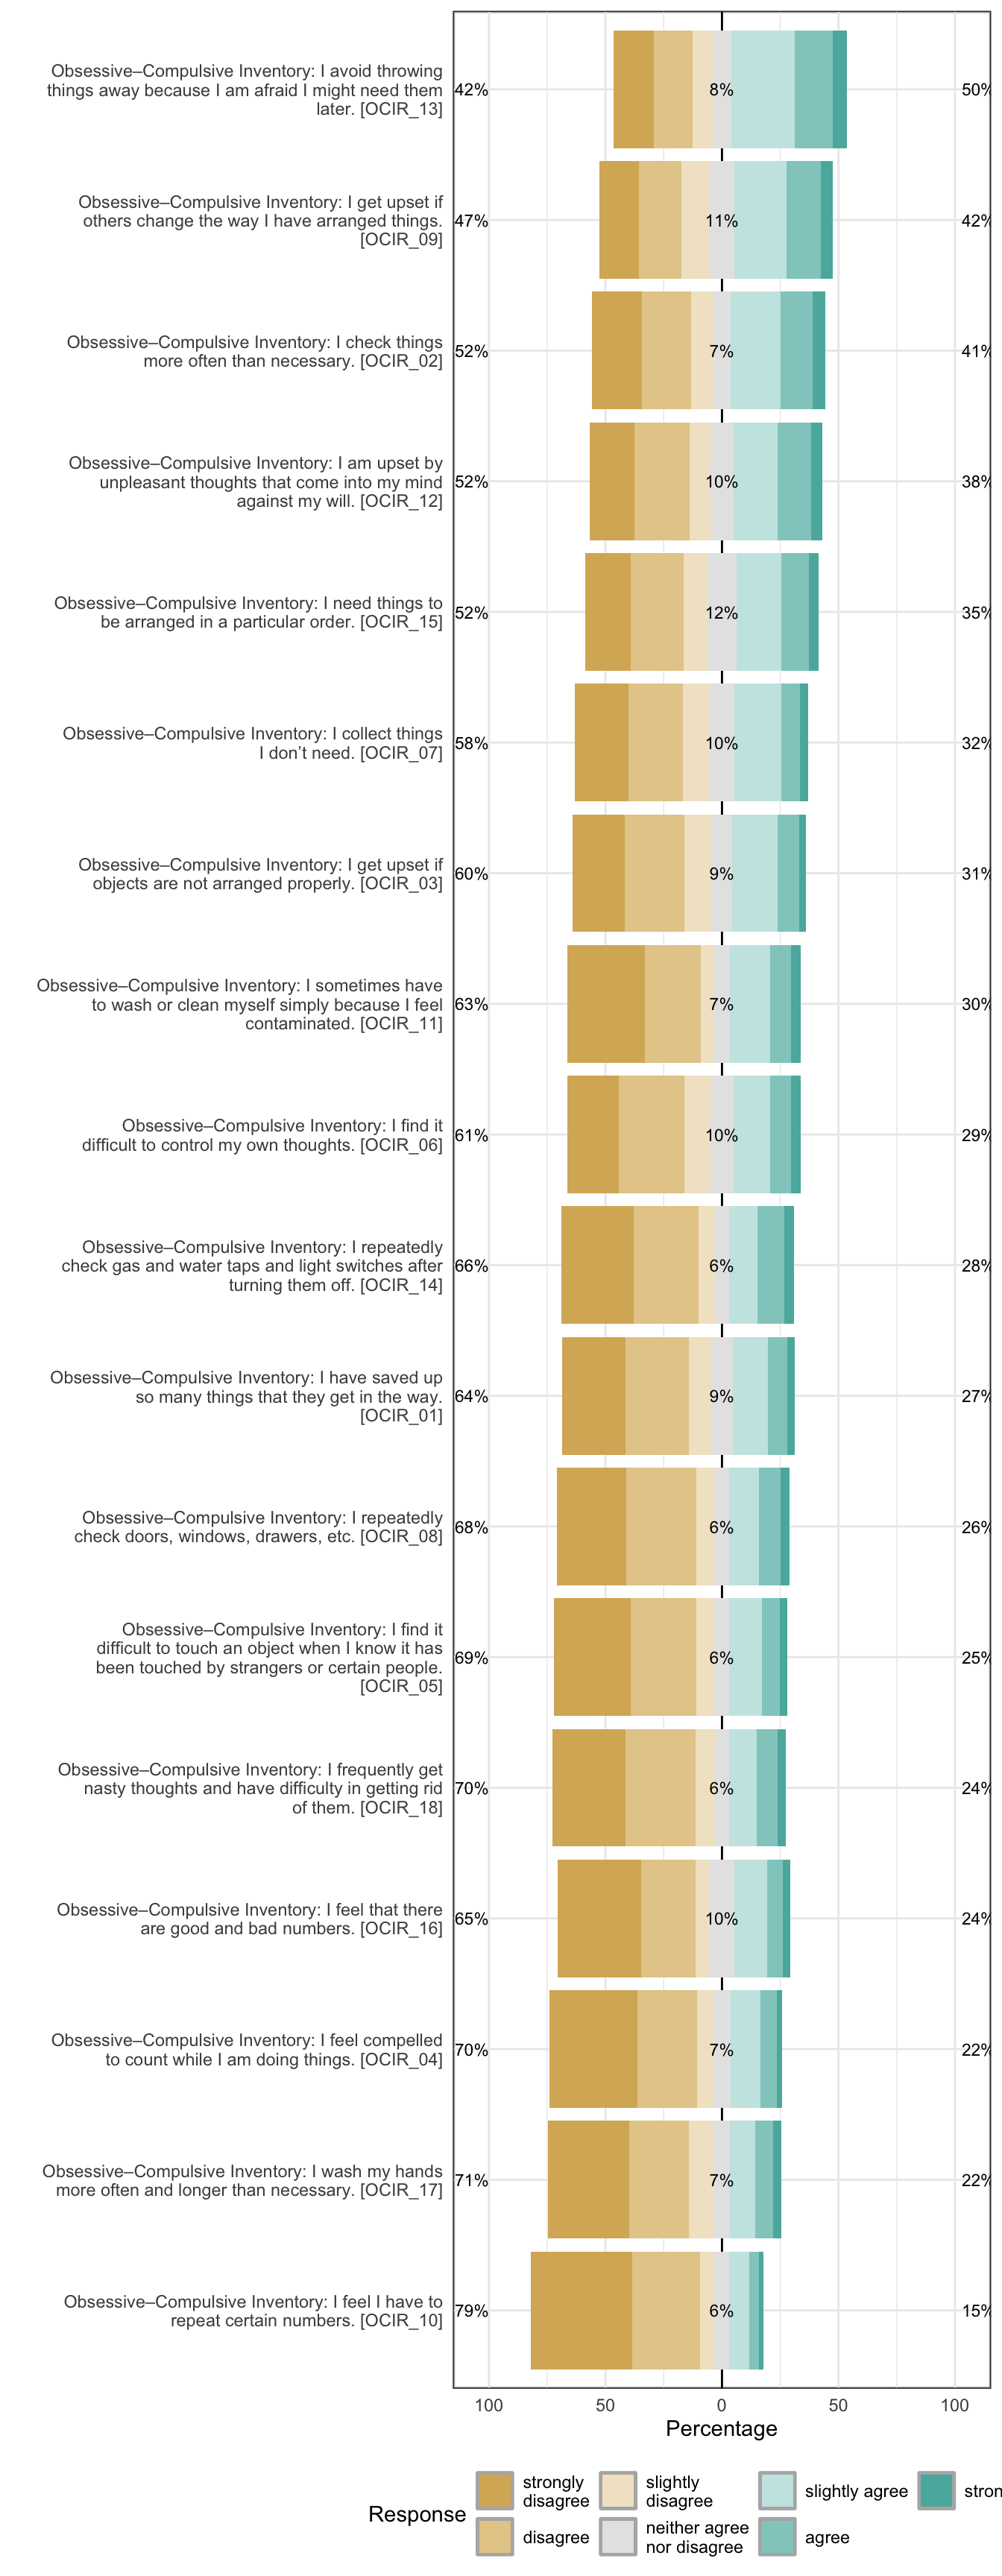 Obsessive–Compulsive Inventory: I avoid throwing
things away because I am afraid I might need them
later. [OCIR_13]
42% 8% 50%
Obsessive–Compulsive Inventory: I get upset if
others change the way I have arranged things.
[OCIR_09]
47% 11% 42%
Obsessive–Compulsive Inventory: I check things
more often than necessary. [OCIR_02]
52% 7% 41%
Obsessive–Compulsive Inventory: I am upset by
unpleasant thoughts that come into my mind
against my will. [OCIR_12]
52% 10% 38%
Obsessive–Compulsive Inventory: I need things to
be arranged in a particular order. [OCIR_15]
52% 12% 35%
Obsessive–Compulsive Inventory: I collect things
I don’t need. [OCIR_07]
58% 10% 32%
Obsessive–Compulsive Inventory: I get upset if
objects are not arranged properly. [OCIR_03]
60% 9% 31%
Obsessive–Compulsive Inventory: I sometimes have
to wash or clean myself simply because I feel
contaminated. [OCIR_11]
63% 7% 30%
Obsessive–Compulsive Inventory: I find it
difficult to control my own thoughts. [OCIR_06]
61% 10% 29%
Obsessive–Compulsive Inventory: I repeatedly
check gas and water taps and light switches after
turning them off. [OCIR_14]
66% 6% 28%
Obsessive–Compulsive Inventory: I have saved up
so many things that they get in the way.
[OCIR_01]
64% 9% 27%
Obsessive–Compulsive Inventory: I repeatedly
check doors, windows, drawers, etc. [OCIR_08]
68% 6% 26%
Obsessive–Compulsive Inventory: I find it
difficult to touch an object when I know it has
been touched by strangers or certain people.
[OCIR_05]
69% 6% 25%
Obsessive–Compulsive Inventory: I frequently get
nasty thoughts and have difficulty in getting rid
of them. [OCIR_18]
70% 6% 24%
Obsessive–Compulsive Inventory: I feel that there
are good and bad numbers. [OCIR_16]
65% 10% 24%
Obsessive–Compulsive Inventory: I feel compelled
to count while I am doing things. [OCIR_04]
70% 7% 22%
Obsessive–Compulsive Inventory: I wash my hands
more often and longer than necessary. [OCIR_17]
71% 7% 22%
Obsessive–Compulsive Inventory: I feel I have to
repeat certain numbers. [OCIR_10]
79% 6% 15%
100 50 0 50 100
Percentage
Response
strongly
disagree
disagree
slightly
disagree
neither agree
nor disagree
slightly agree
agree
stron